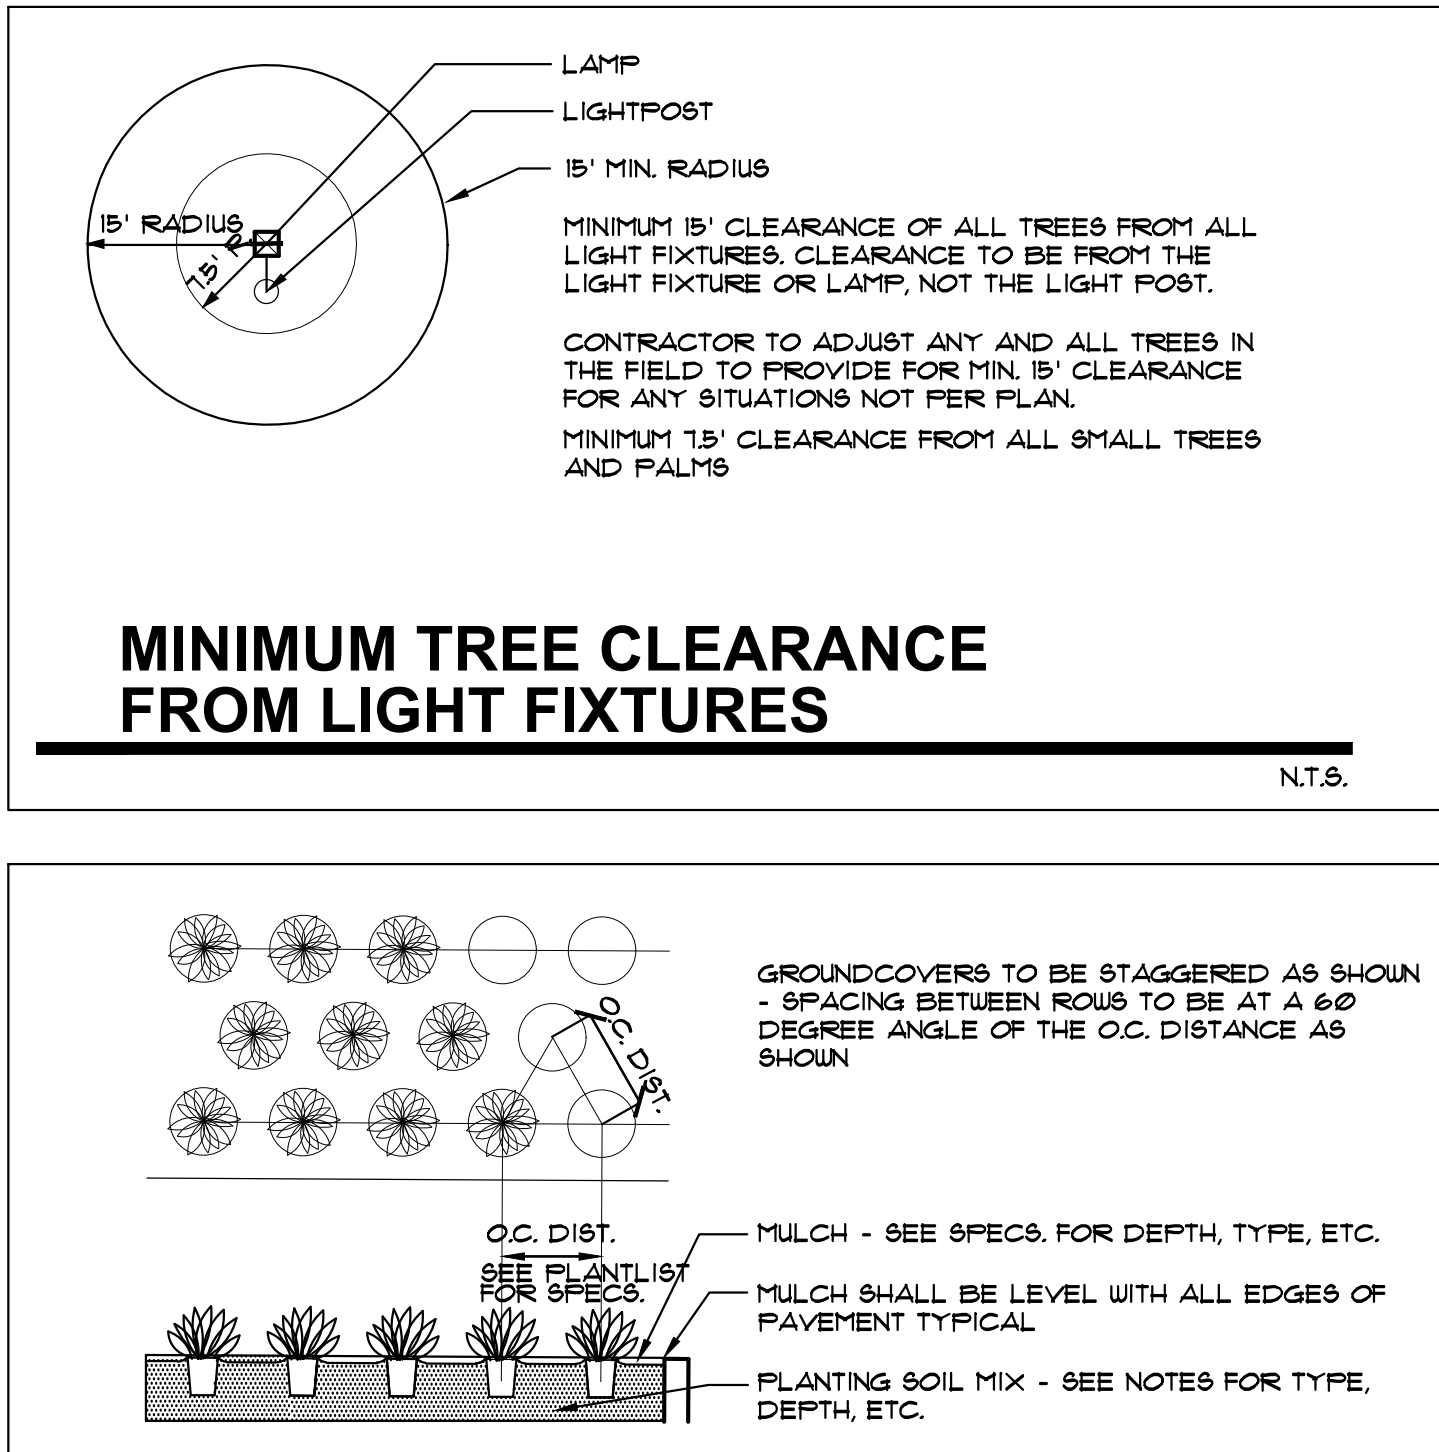 LAMP
LIGHTPOST
15' MIN. RADIUS
15' RADIUS
7.5' R.
MINIMUM 15' CLEARANCE OF ALL TREES FROM ALL
LIGHT FIXTURES. CLEARANCE TO BE FROM THE
LIGHT FIXTURE OR LAMP, NOT THE LIGHT POST.
CONTRACTOR TO ADJUST ANY AND ALL TREES IN
THE FIELD TO PROVIDE FOR MIN. 15' CLEARANCE
FOR ANY SITUATIONS NOT PER PLAN.
MINIMUM 7.5' CLEARANCE FROM ALL SMALL TREES
AND PALMS
MINIMUM TREE CLEARANCE
FROM LIGHT FIXTURES
N.T.S.
GROUNDCOVERS TO BE STAGGERED AS SHOWN
- SPACING BETWEEN ROWS TO BE AT A 60
DEGREE ANGLE OF THE O.C. DISTANCE AS
SHOWN
O.C. DIST.
O.C. DIST.
SEE PLANTLIST
FOR SPECS.
MULCH - SEE SPECS. FOR DEPTH, TYPE, ETC.
MULCH SHALL BE LEVEL WITH ALL EDGES OF
PAVEMENT TYPICAL
PLANTING SOIL MIX - SEE NOTES FOR TYPE,
DEPTH, ETC.